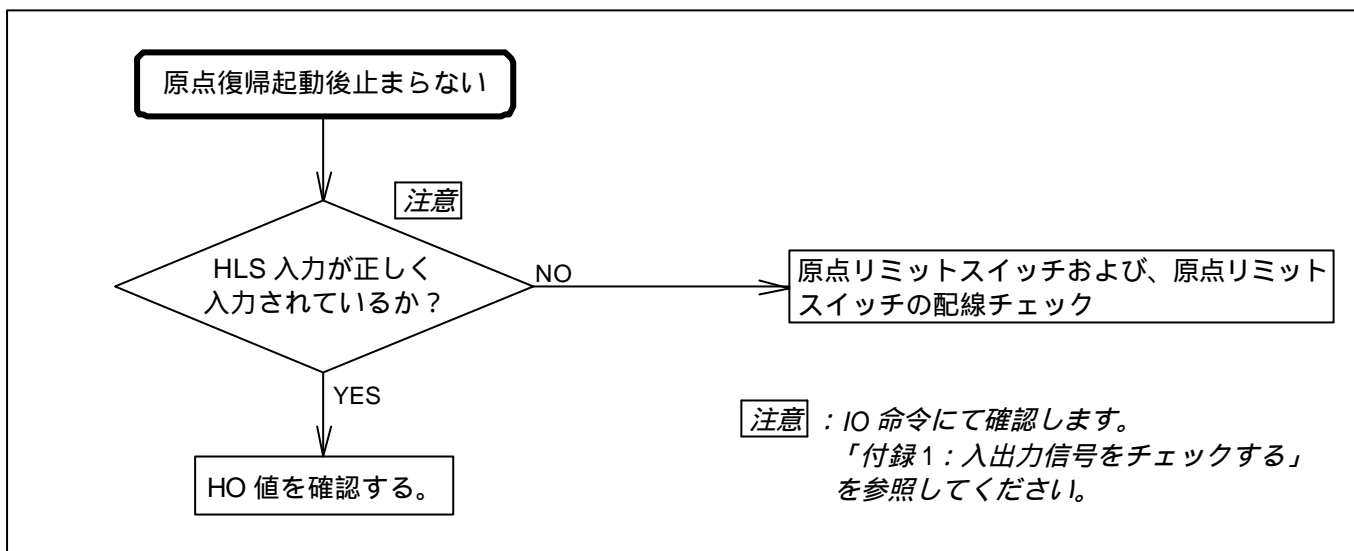 原点復帰起動後止まらない
注意
HLS 入力が正しく
入力されているか？
NO
原点リミットスイッチおよび、原点リミット
スイッチの配線チェック
YES
HO 値を確認する。
注意：IO 命令にて確認します。
「付録 1：入出力信号をチェックする」
を参照してください。